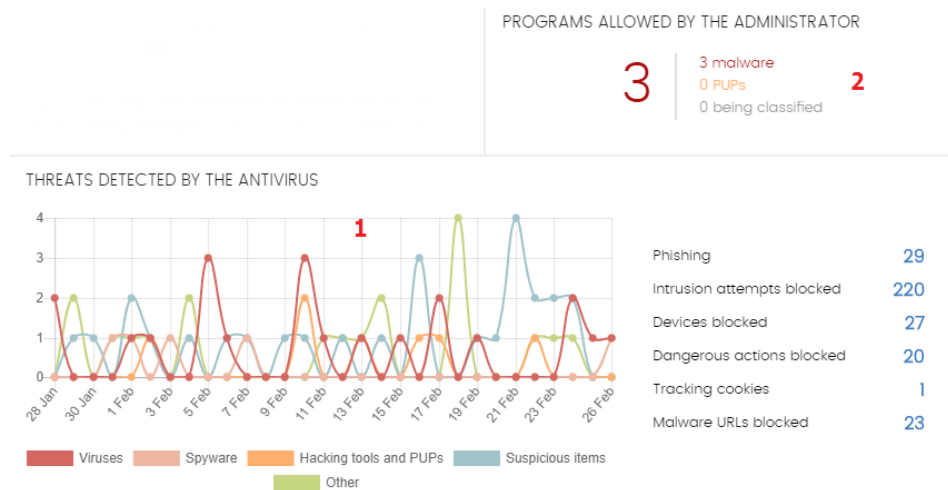 PROGRAMS ALLOWED BY THE ADMINISTRATOR
3
3 malware
0 PUPs
0 being classified
2
THREATS DETECTED BY THE ANTIVIRUS
1
4
3
2
1
0
28 Jan
30 Jan
1 Feb
3 Feb
5 Feb
7 Feb
9 Feb
11 Feb
13 Feb
15 Feb
17 Feb
19 Feb
21 Feb
23 Feb
26 Feb
Viruses
Spyware
Hacking tools and PUPs
Suspicious items
Other
Phishing 29
Intrusion attempts blocked 220
Devices blocked 27
Dangerous actions blocked 20
Tracking cookies 1
Malware URLs blocked 23